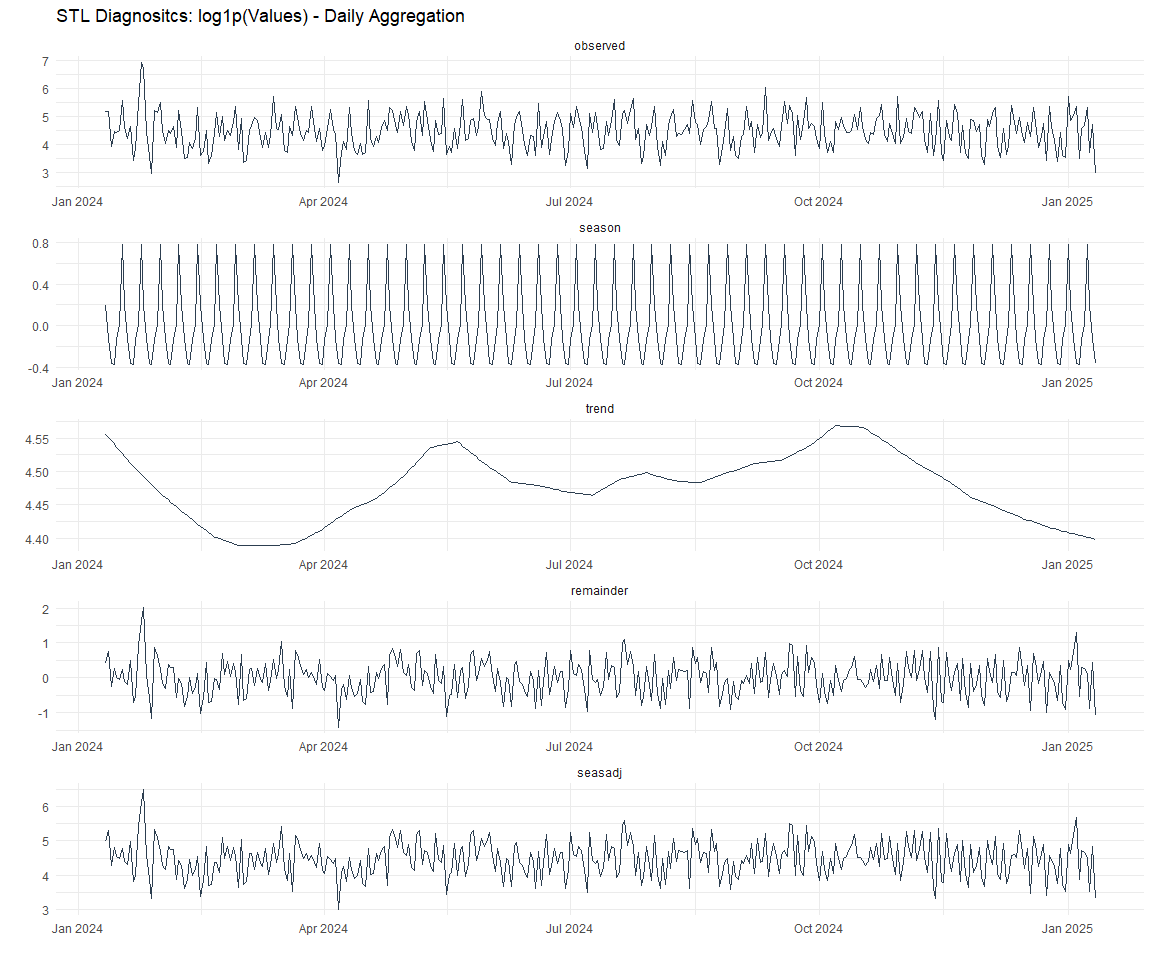 STL Diagnositcs: log1p(Values) - Daily Aggregation
observed
7
6
5
4
3
Jan 2024 Apr 2024 Jul 2024 Oct 2024 Jan 2025
season
0.8
0.4
0.0
-0.4
Jan 2024 Apr 2024 Jul 2024 Oct 2024 Jan 2025
trend
4.55
4.50
4.45
4.40
Jan 2024 Apr 2024 Jul 2024 Oct 2024 Jan 2025
remainder
2
1
0
-1
Jan 2024 Apr 2024 Jul 2024 Oct 2024 Jan 2025
seasadj
6
5
4
3
Jan 2024 Apr 2024 Jul 2024 Oct 2024 Jan 2025